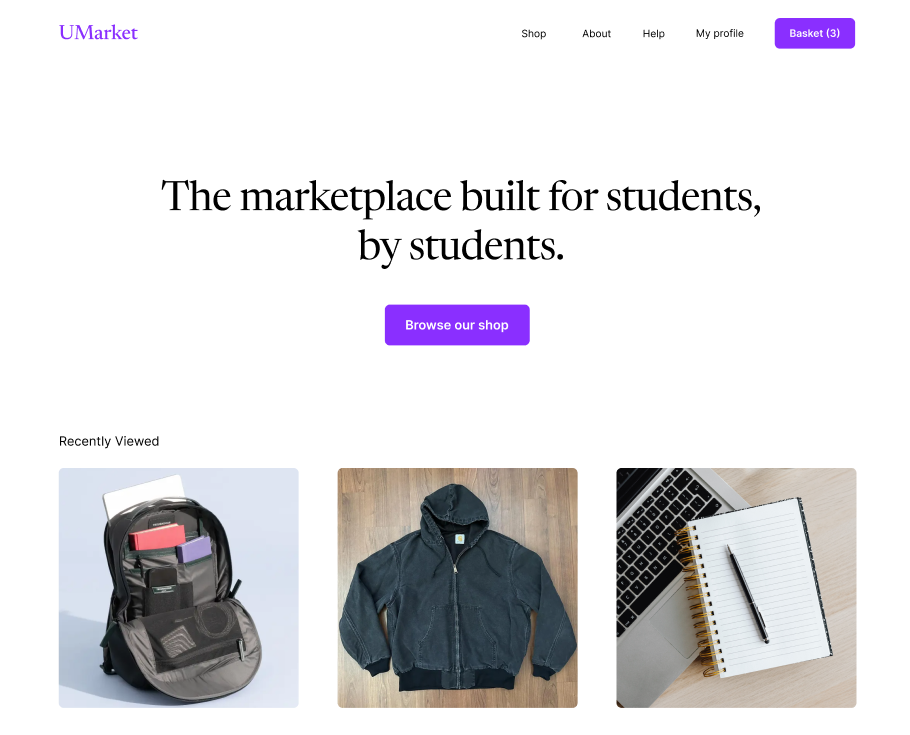 UMarket
Shop About Help My profile Basket (3)
The marketplace built for students,
by students.
Browse our shop
Recently Viewed